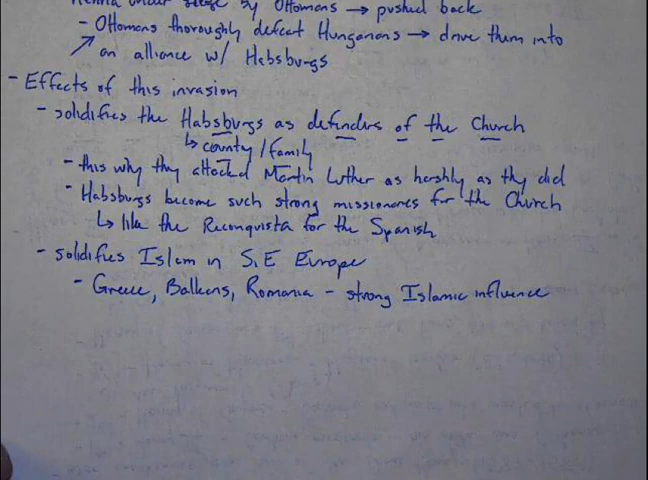 Vienna under siege by Ottomans → pushed back
- Ottomans thoroughly defeat Hungarians → drive them into
an alliance w/ Habsburgs
- Effects of this invasion
- solidifies the Habsburgs as defenders of the Church
↳ county/family
- this why they attacked Martin Luther as harshly as they did
- Habsburgs become such strong missionaries for the Church
↳ like the Reconquista for the Spanish
- solidifies Islam in S.E Europe
- Greece, Balkans, Romania - strong Islamic influence